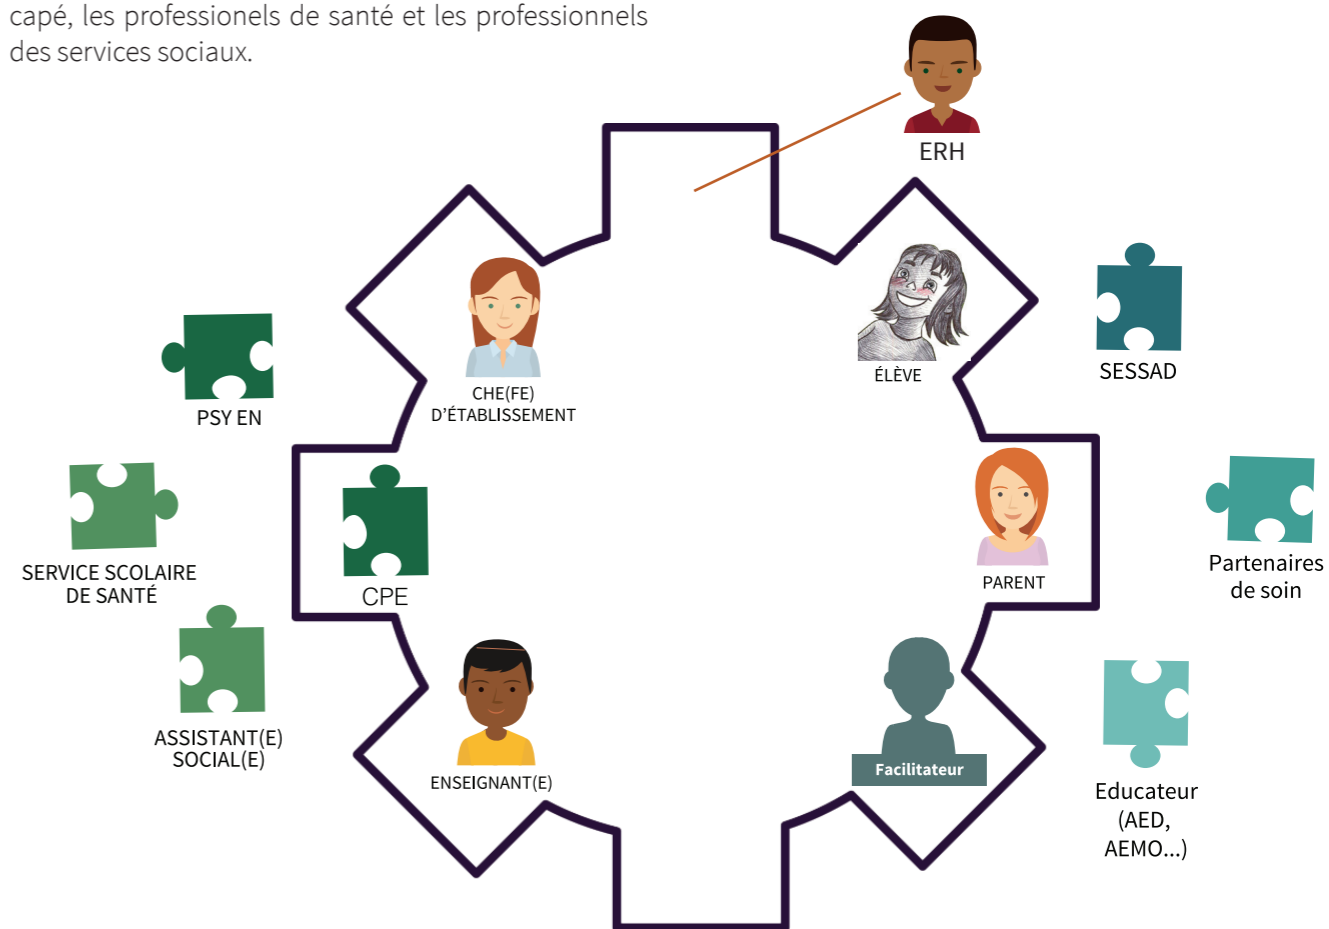 capé, les professionels de santé et les professionnels
des services sociaux.
ERH
CHE(FE)
D'ÉTABLISSEMENT
ÉLÈVE
SESSAD
PSY EN
SERVICE SCOLAIRE
DE SANTÉ
CPE
PARENT
Partenaires
de soin
ASSISTANT(E)
SOCIAL(E)
ENSEIGNANT(E)
Facilitateur
Educateur
(AED,
AEMO...)